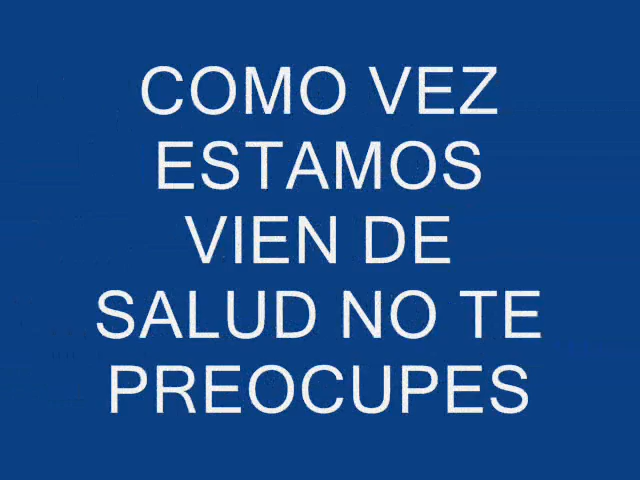 COMO VEZ
ESTAMOS
VIEN DE
SALUD NO TE
PREOCUPES